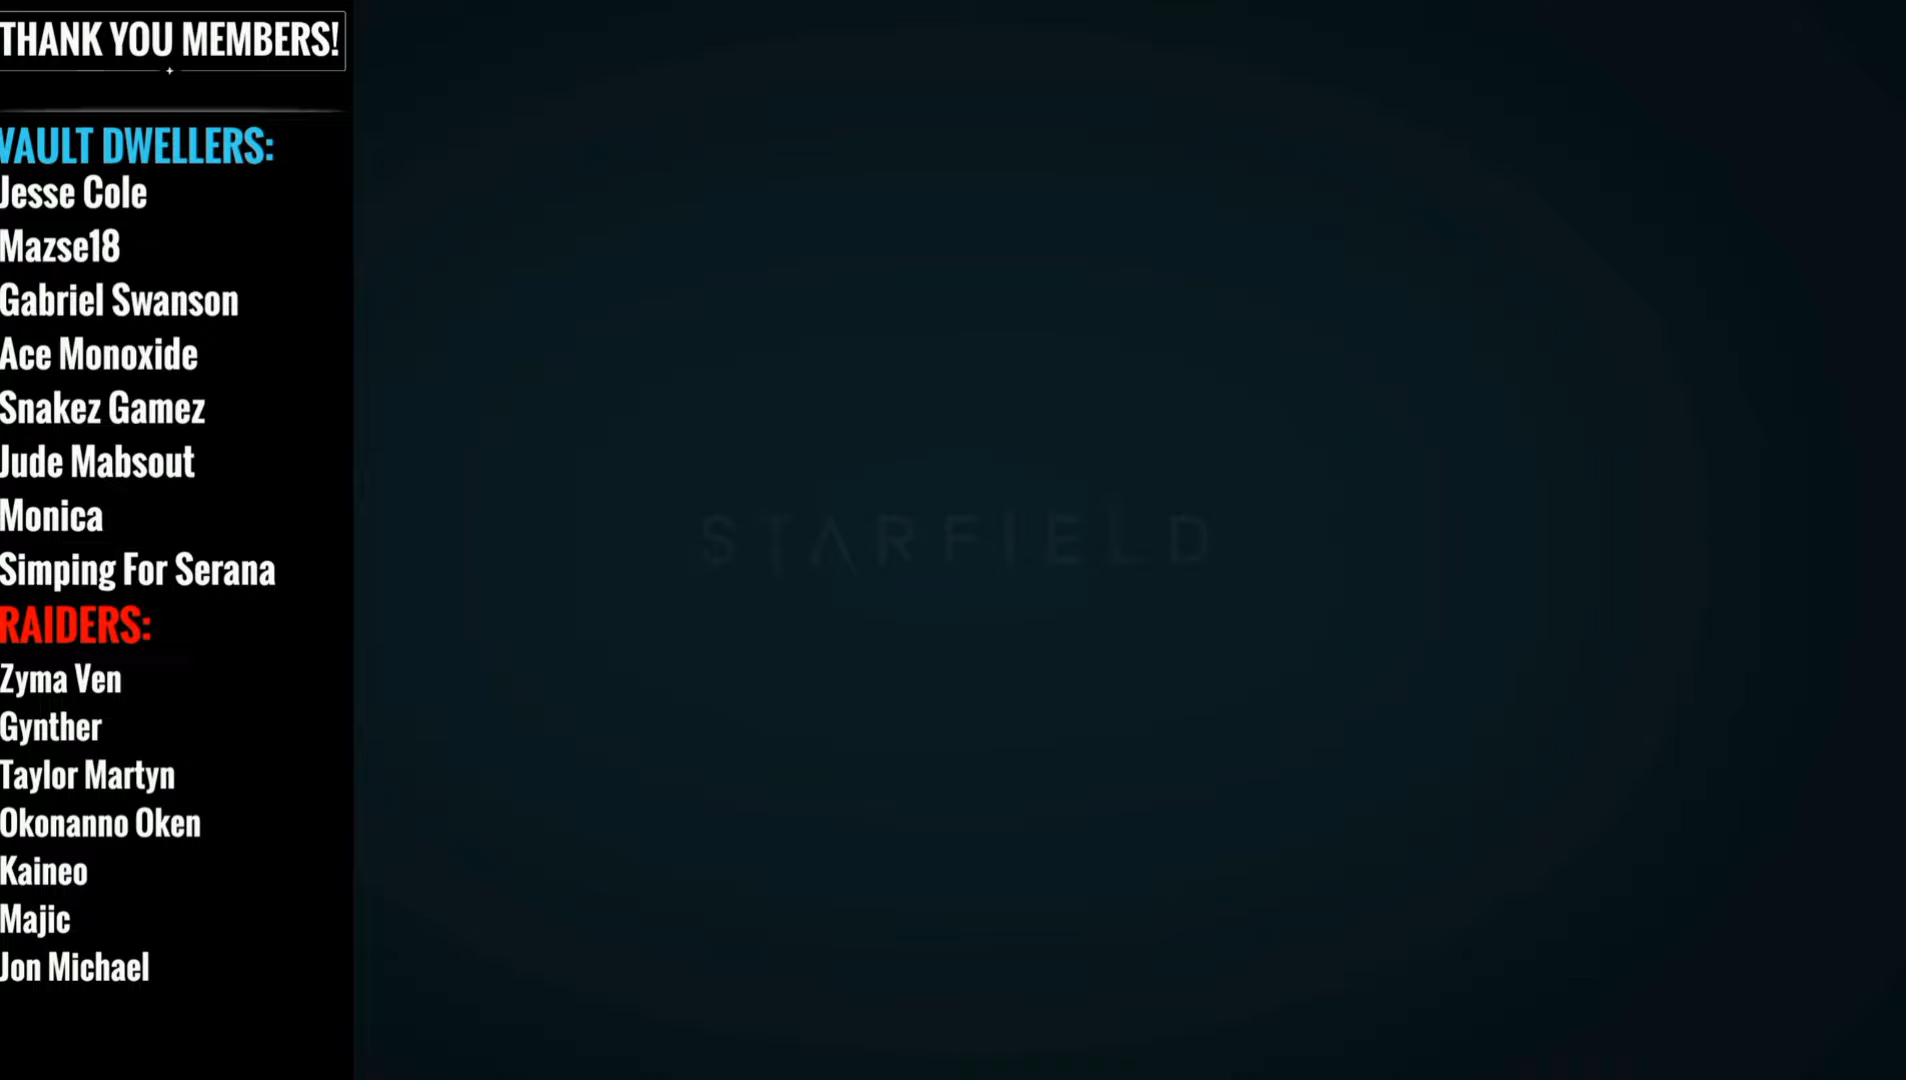 THANK YOU MEMBERS!
VAULT DWELLERS:
Jesse Cole
Mazse18
Gabriel Swanson
Ace Monoxide
Snakez Gamez
Jude Mabsout
Monica
Simping For Serana
RAIDERS:
Zyma Ven
Gynther
Taylor Martyn
Okonanno Oken
Kaineo
Majic
Jon Michael
STARFIELD